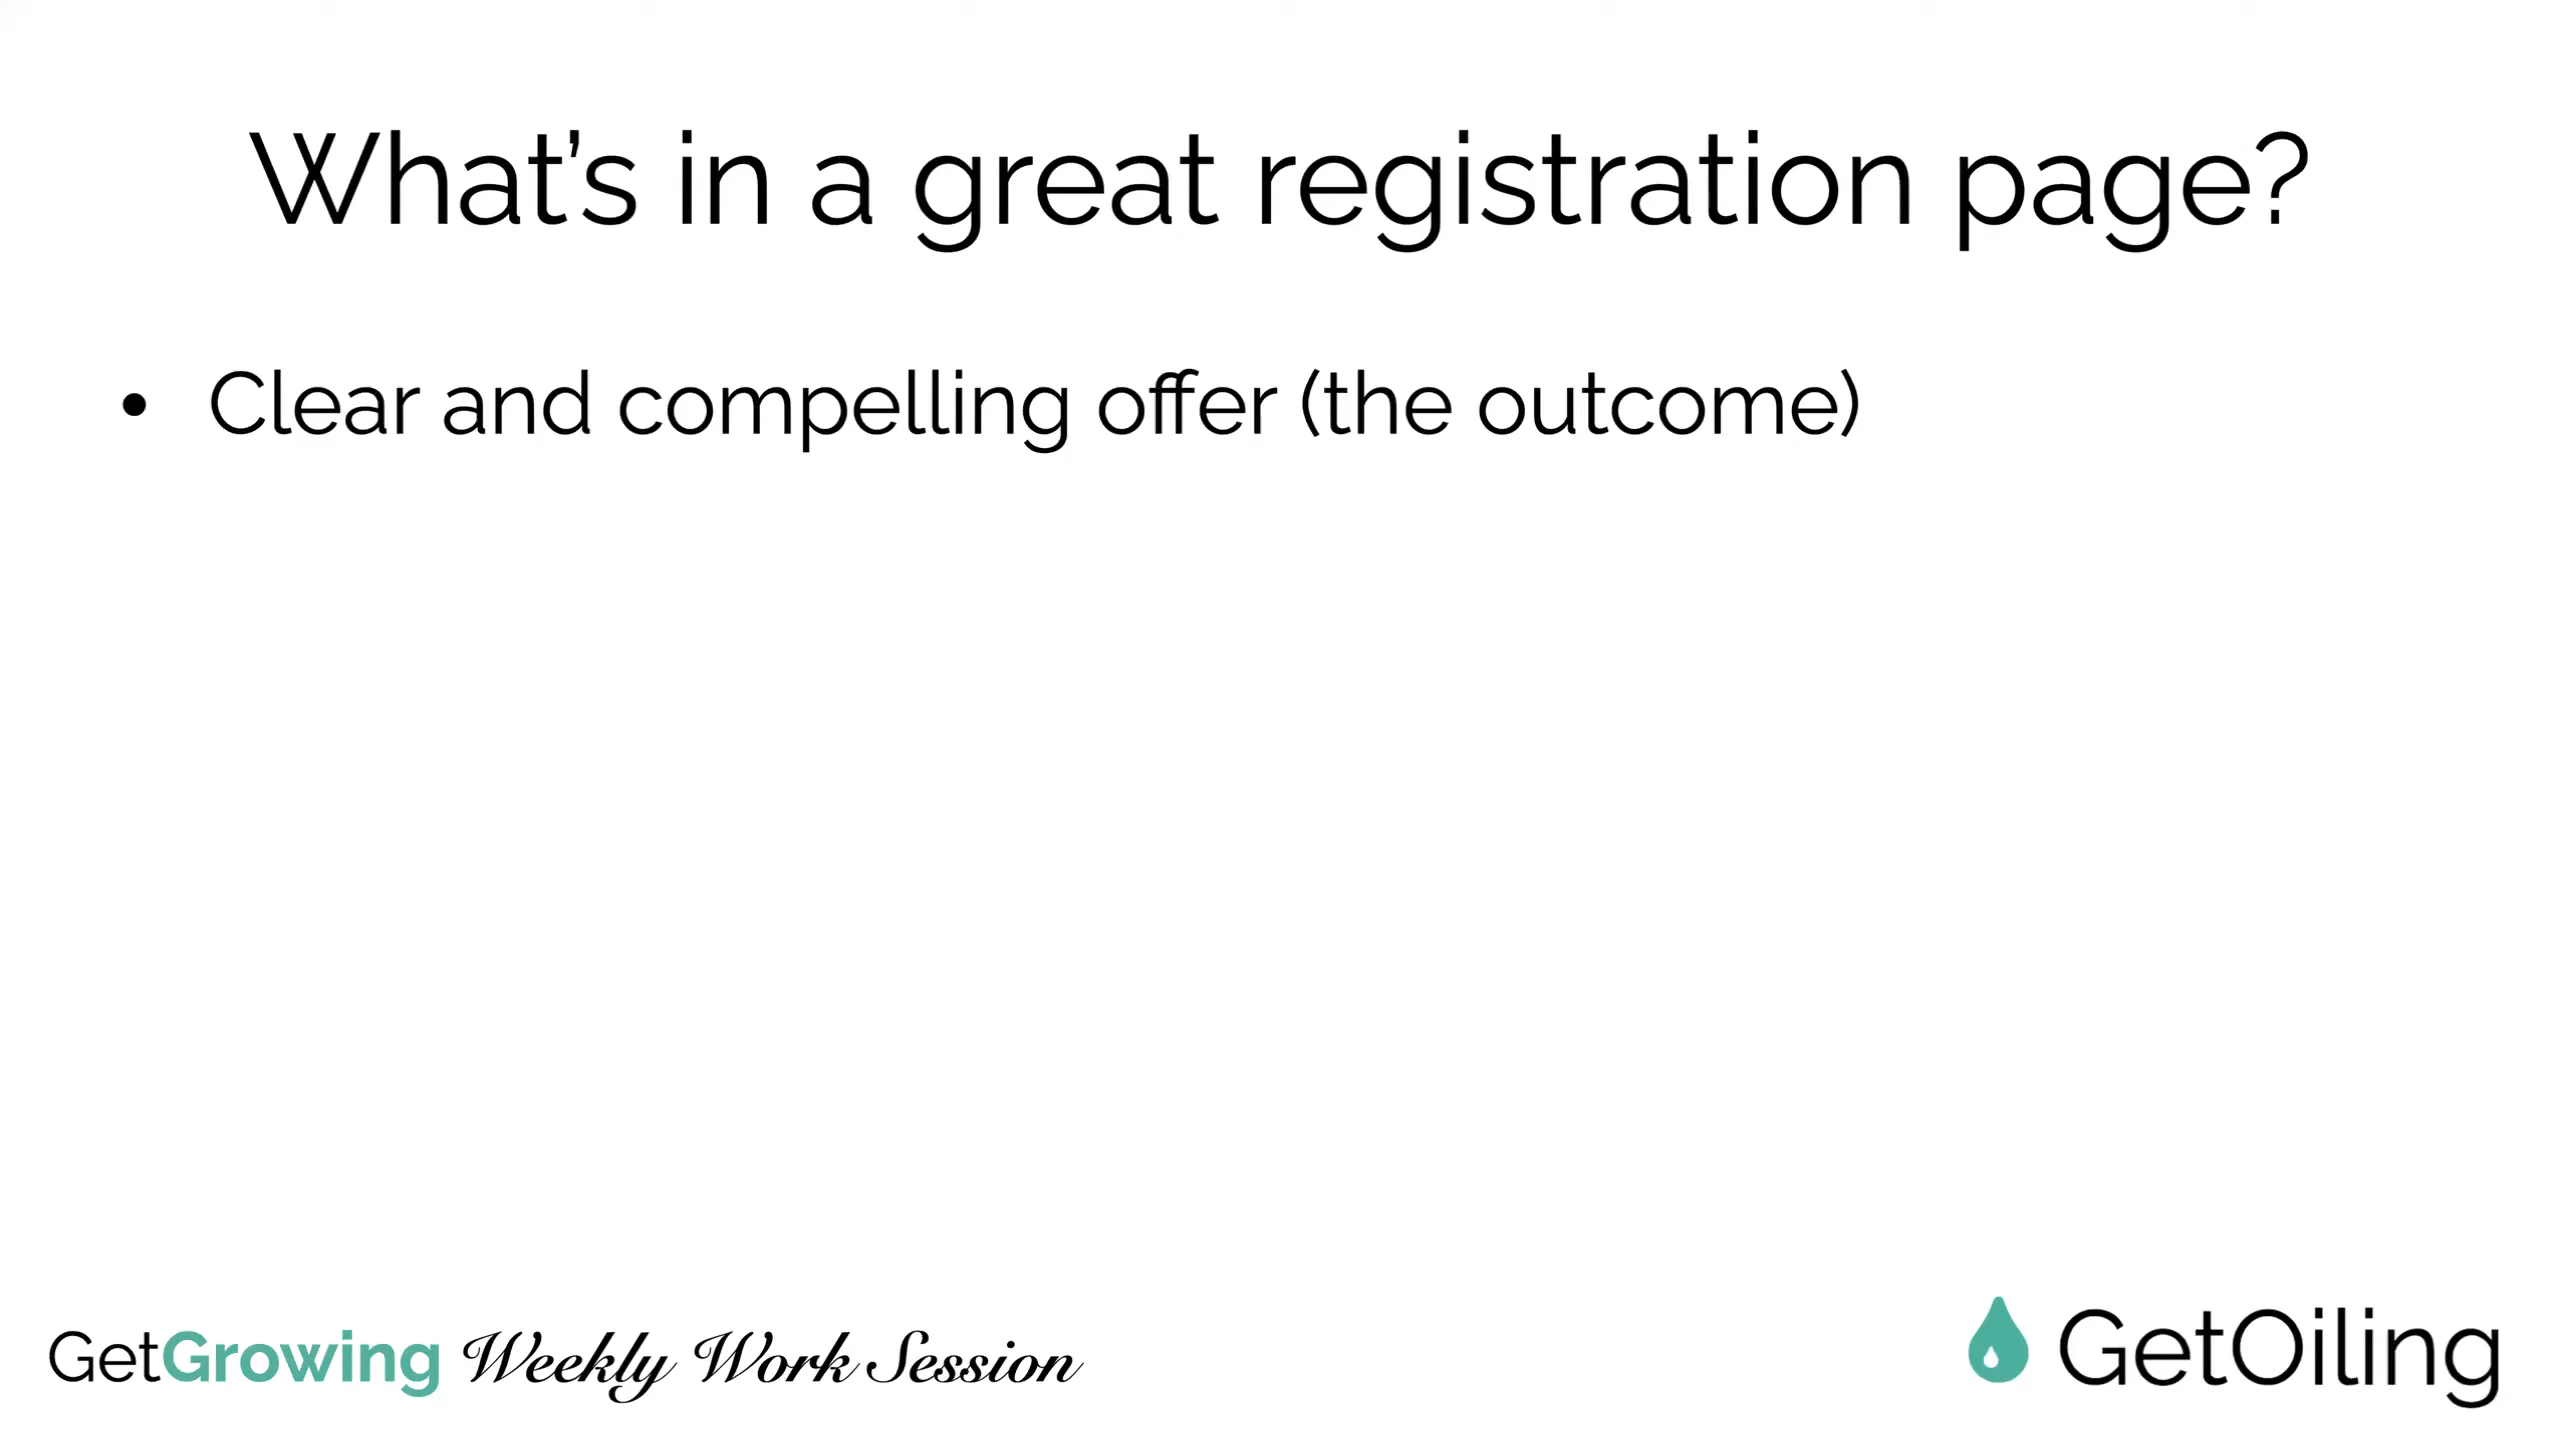 What’s in a great registration page?
• Clear and compelling offer (the outcome)
GetGrowing Weekly Work Session
GetOiling